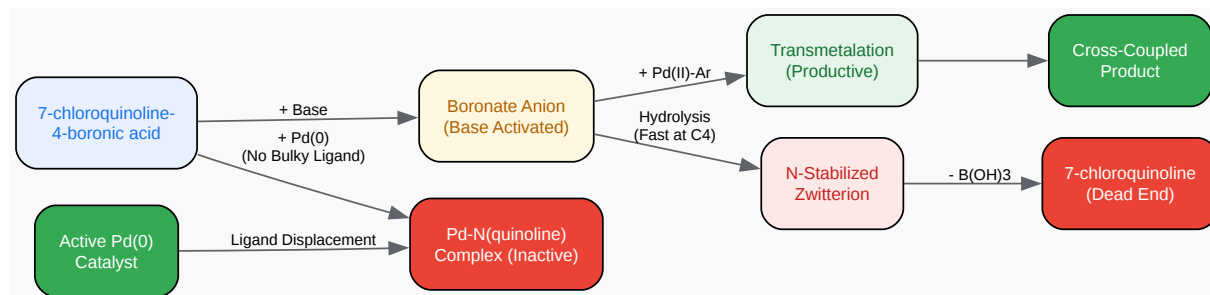 7-chloroquinoline-
4-boronic acid
+ Base
+ Pd(0)
(No Bulky Ligand)
Boronate Anion
(Base Activated)
+ Pd(II)-Ar
Hydrolysis
(Fast at C4)
Transmetalation
(Productive)
Cross-Coupled
Product
N-Stabilized
Zwitterion
- B(OH)3
7-chloroquinoline
(Dead End)
Active Pd(0)
Catalyst
Ligand Displacement
Pd-N(quinoline)
Complex (Inactive)